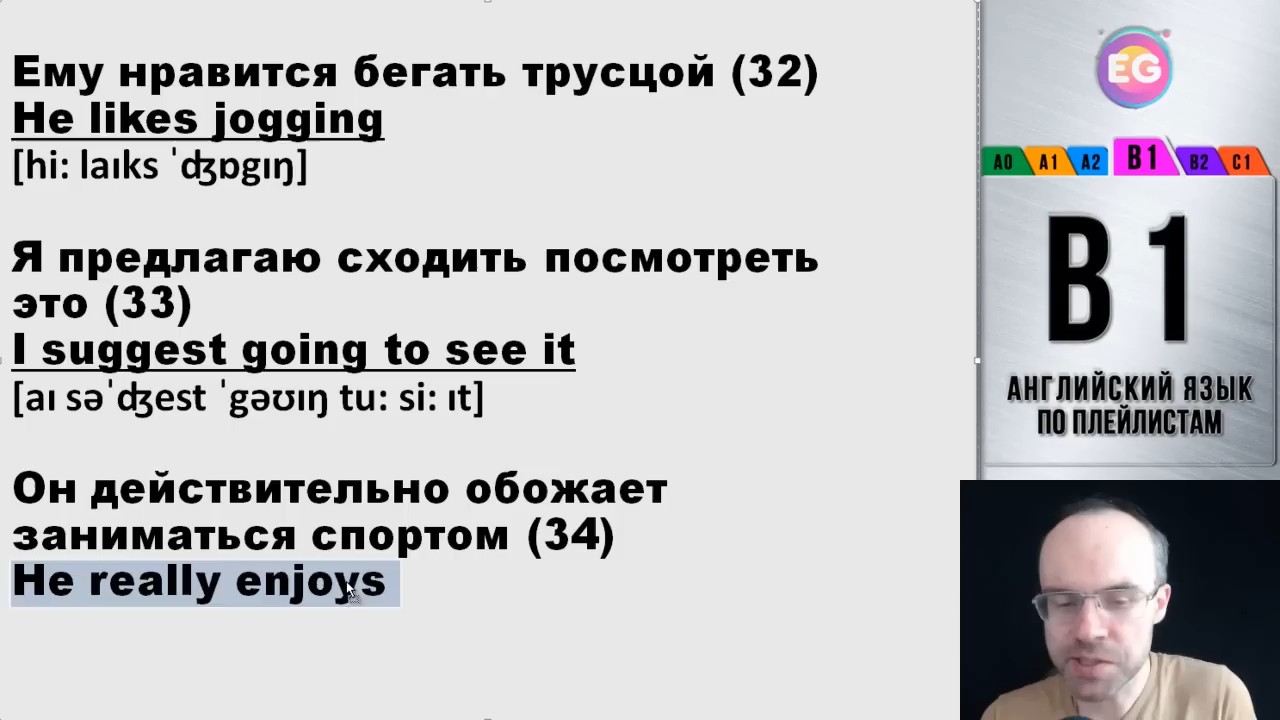 Ему нравится бегать трусцой (32)
He likes jogging
[hi: laɪks ˈʤɒgɪŋ]
Я предлагаю сходить посмотреть
это (33)
I suggest going to see it
[aɪ səˈʤest ˈgəʊɪŋ tu: si: ɪt]
Он действительно обожает
заниматься спортом (34)
He really enjoys
EG
A0 A1 A2 B1 B2 C1
B1
АНГЛИЙСКИЙ ЯЗЫК
ПО ПЛЕЙЛИСТАМ